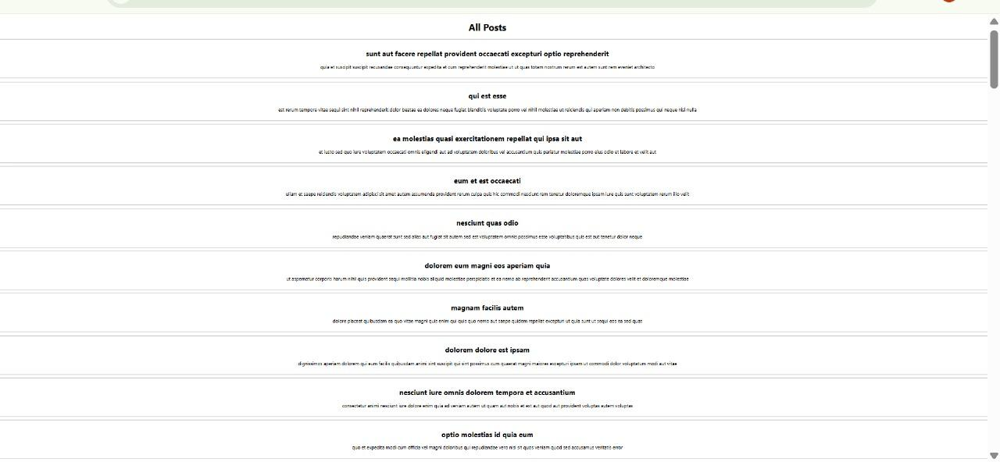 All Posts
sunt aut facere repellat provident occaecati excepturi optio reprehenderit
quia et suscipit suscipit recusandae consequuntur expedita et cum reprehenderit molestiae ut ut quas totam nostrum rerum est autem sunt rem eveniet architecto
qui est esse
est rerum tempore vitae sequi sint nihil reprehenderit dolor beatae ea dolores neque fugiat blanditiis voluptate porro vel nihil molestiae ut reiciendis qui aperiam non debitis possimus qui neque nisi nulla
ea molestias quasi exercitationem repellat qui ipsa sit aut
et iusto sed quo iure voluptatem occaecati omnis eligendi aut ad voluptatem doloribus vel accusantium quis pariatur molestiae porro eius odio et labore et velit aut
eum et est occaecati
ullam et saepe reiciendis voluptatem adipisci sit amet autem assumenda provident rerum culpa quis hic commodi nesciunt rem tenetur doloremque ipsam iure quis sunt voluptatem rerum illo velit
nesciunt quas odio
repudiandae veniam quaerat sunt sed alias aut fugiat sit autem sed est voluptatem omnis possimus esse voluptatibus quis est aut tenetur dolor neque
dolorem eum magni eos aperiam quia
ut aspernatur corporis harum nihil quis provident sequi mollitia nobis aliquid molestiae perspiciatis et ea nemo ab reprehenderit accusantium quas voluptate dolores velit et doloremque molestiae
magnam facilis autem
dolore placeat quibusdam ea quo vitae magni quis enim qui quis quo nemo aut saepe quidem repellat excepturi ut quia sunt ut sequi eos ea sed quas
dolorem dolore est ipsam
dignissimos aperiam dolorem qui eum facilis quibusdam animi sint suscipit qui sint possimus cum quaerat magni maiores excepturi ipsam ut commodi dolor voluptatum modi aut vitae
nesciunt iure omnis dolorem tempora et accusantium
consectetur animi nesciunt iure dolore enim quia ad veniam autem ut quam aut nobis et est aut quod aut provident voluptas autem voluptas
optio molestias id quia eum
quo et expedita modi cum officia vel magni doloribus qui repudiandae vero nisi sit quos veniam quod sed accusamus veritatis error